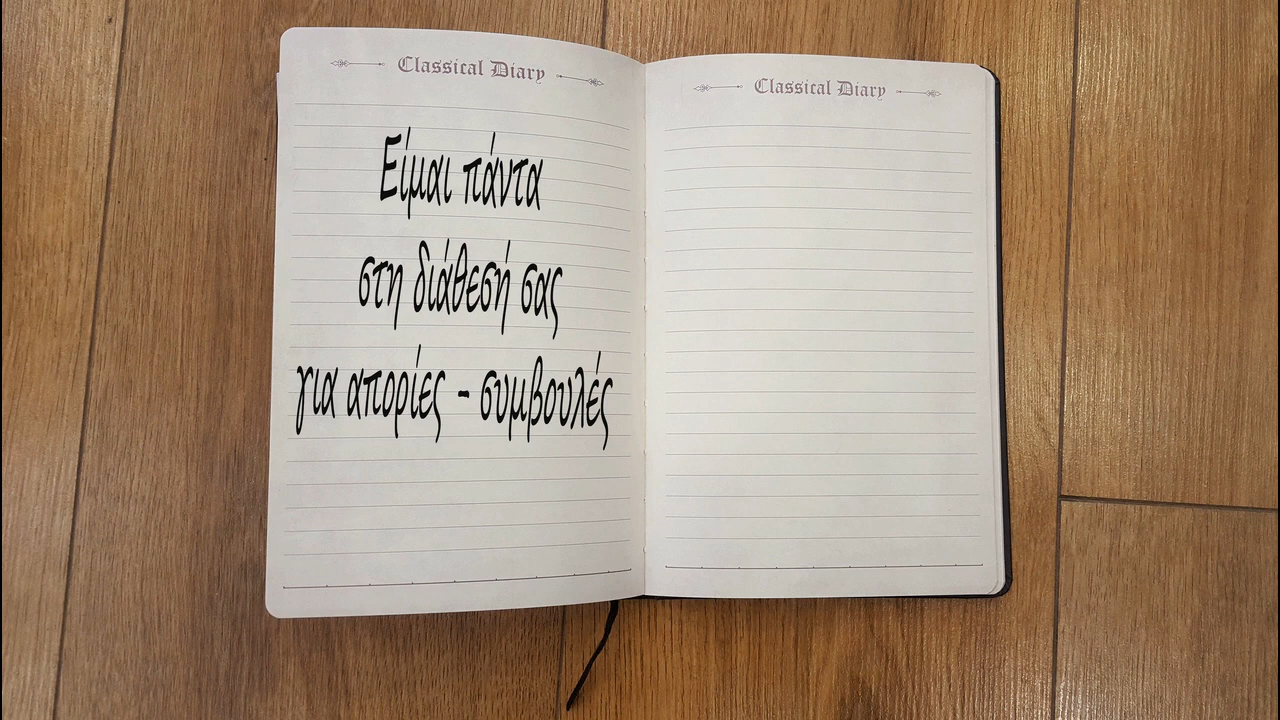 Classical Diary
Είμαι πάντα
στη διάθεσή σας
για απορίες - συμβουλές
Classical Diary